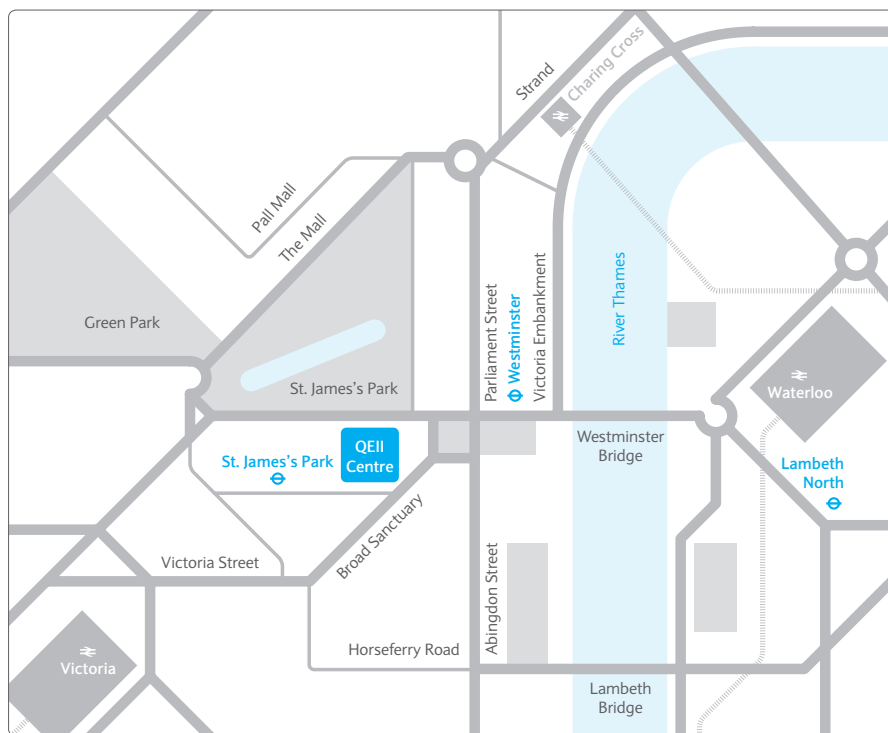 Strand
Charing Cross
Pall Mall
The Mall
Green Park
St. James's Park
Parliament Street
Westminster
Victoria Embankment
River Thames
Waterloo
Westminster
Bridge
QEII
Centre
St. James's Park
Lambeth
North
Broad Sanctuary
Victoria Street
Abingdon Street
Horseferry Road
Victoria
Lambeth
Bridge